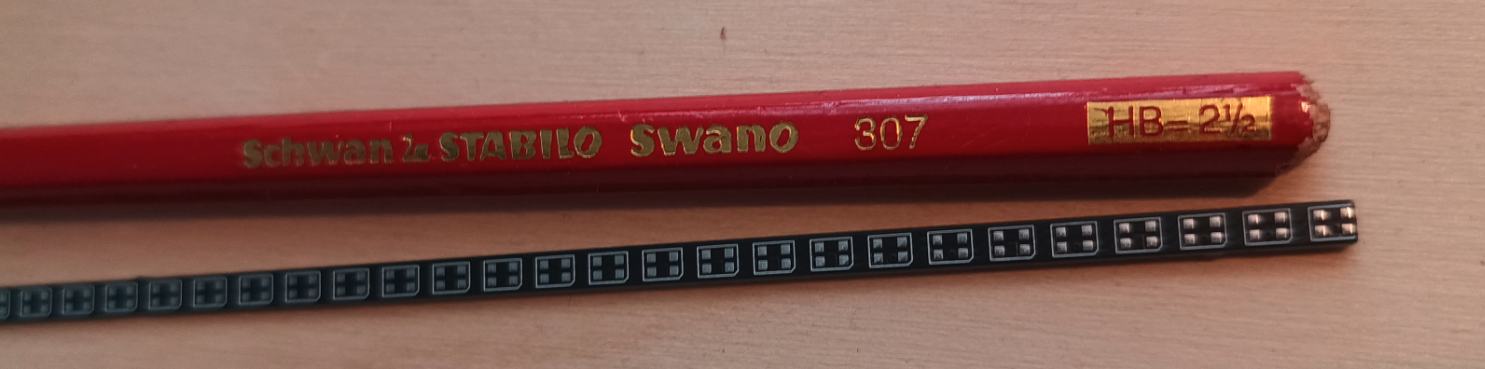 Schwan STABILO Swano 307 HB=2½